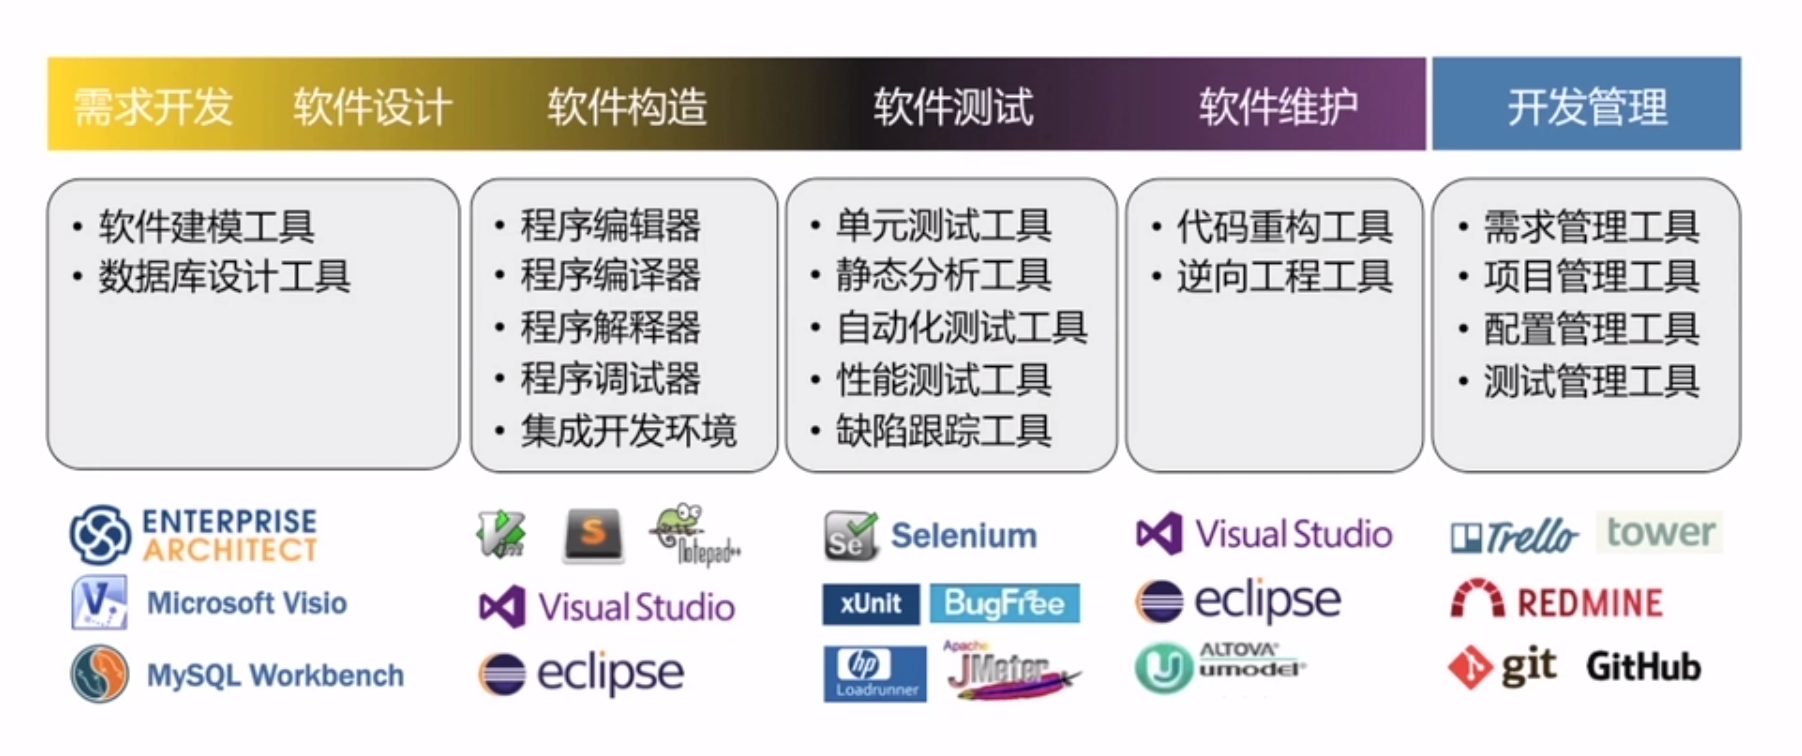 需求开发
软件设计
软件构造
软件测试
软件维护
开发管理
• 软件建模工具
• 数据库设计工具
• 程序编辑器
• 程序编译器
• 程序解释器
• 程序调试器
• 集成开发环境
• 单元测试工具
• 静态分析工具
• 自动化测试工具
• 性能测试工具
• 缺陷跟踪工具
• 代码重构工具
• 逆向工程工具
• 需求管理工具
• 项目管理工具
• 配置管理工具
• 测试管理工具
ENTERPRISE
ARCHITECT
Microsoft Visio
MySQL Workbench
S
Notepad++
Visual Studio
eclipse
Se
Selenium
xUnit
BugFree
hp
Loadrunner
Apache
JMeter
Visual Studio
eclipse
ALTOVA®
umodel®
Trello
tower
REDMINE
git
GitHub